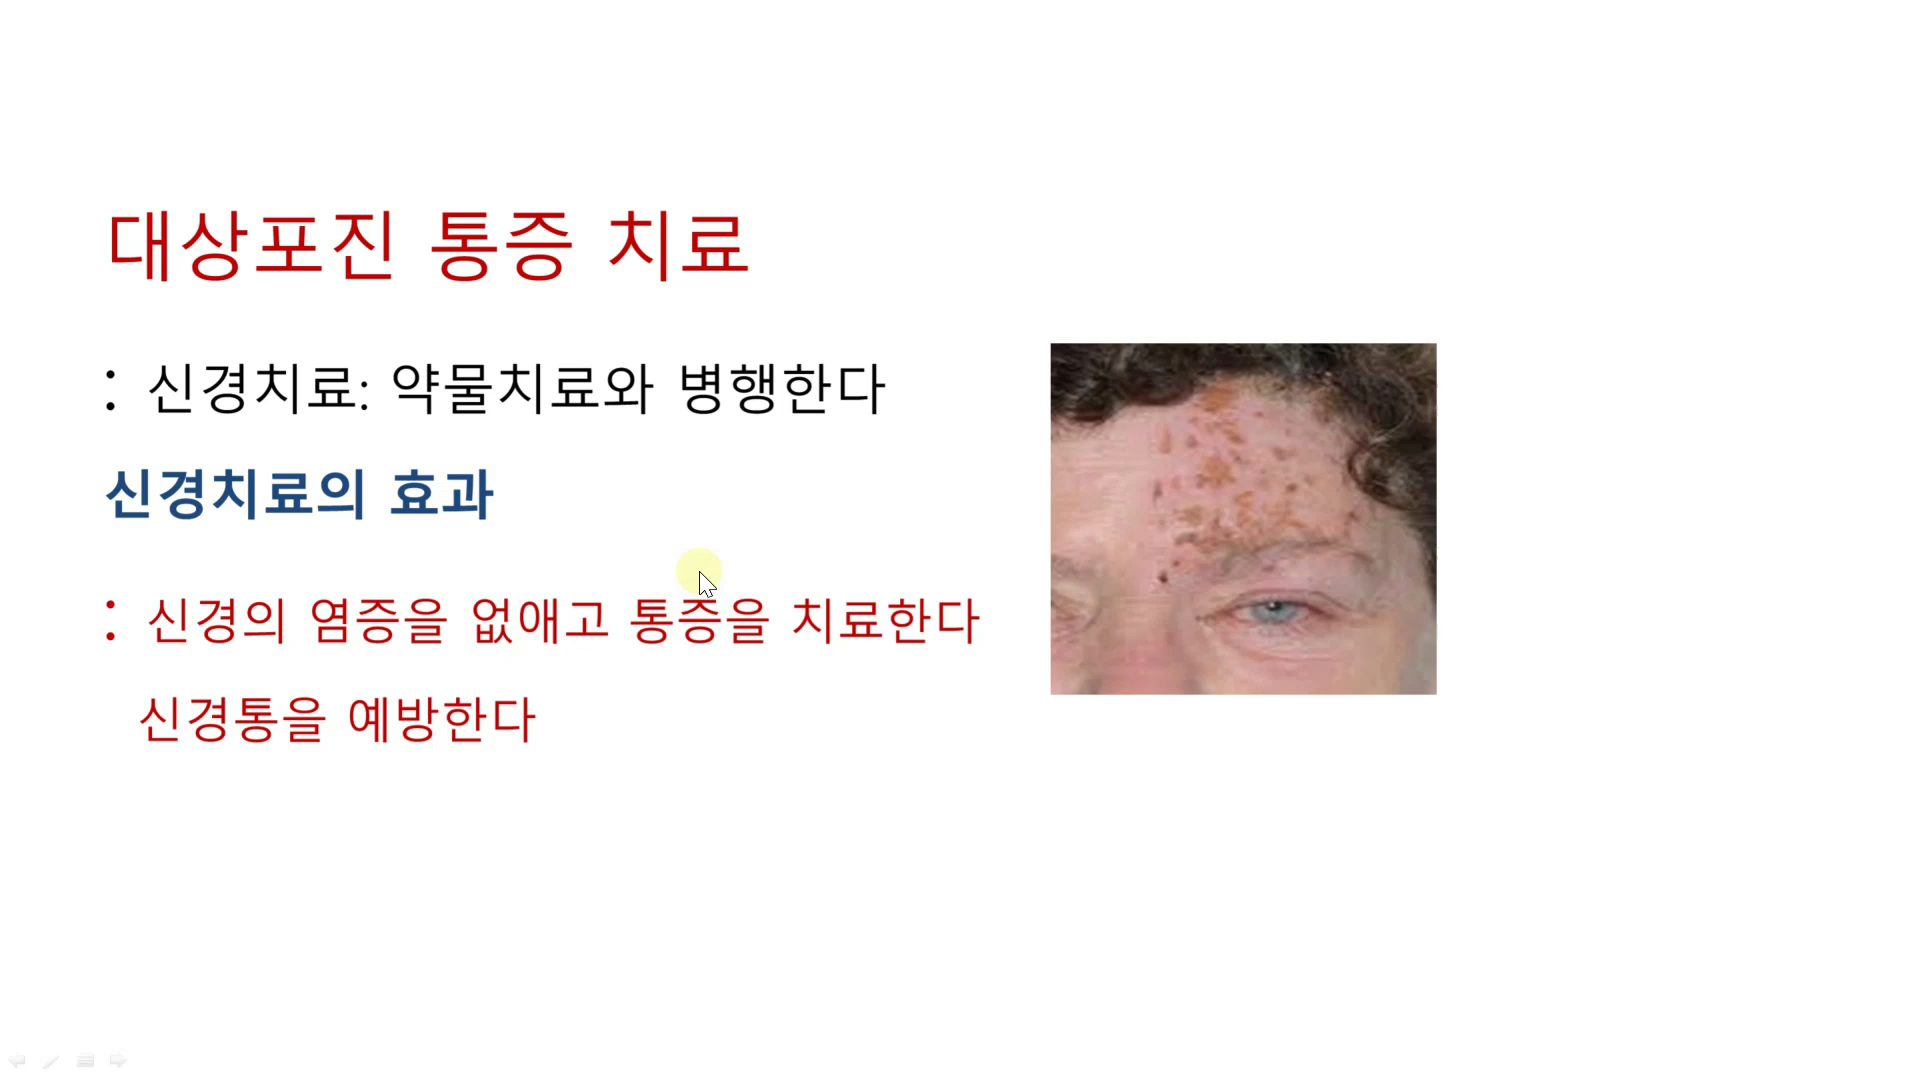 대상포진 통증 치료
: 신경치료: 약물치료와 병행한다
신경치료의 효과
: 신경의 염증을 없애고 통증을 치료한다
신경통을 예방한다